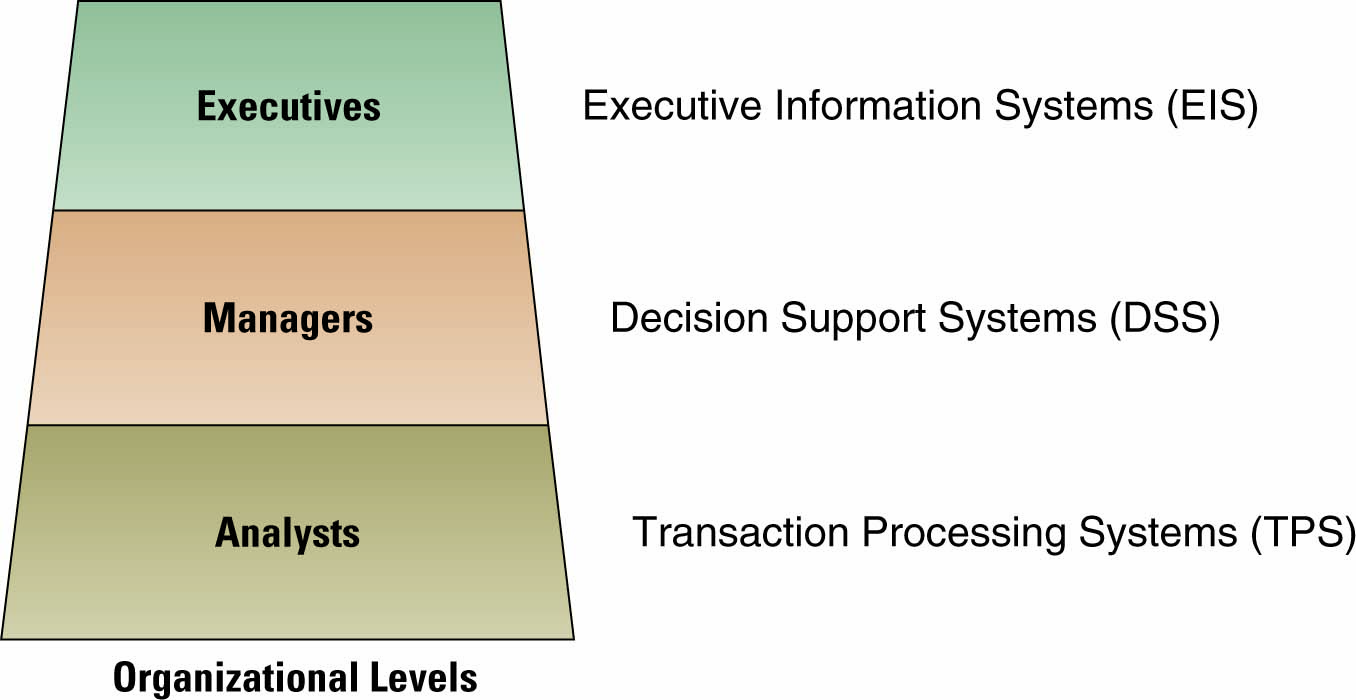 Executives
Executive Information Systems (EIS)
Managers
Decision Support Systems (DSS)
Analysts
Transaction Processing Systems (TPS)
Organizational Levels